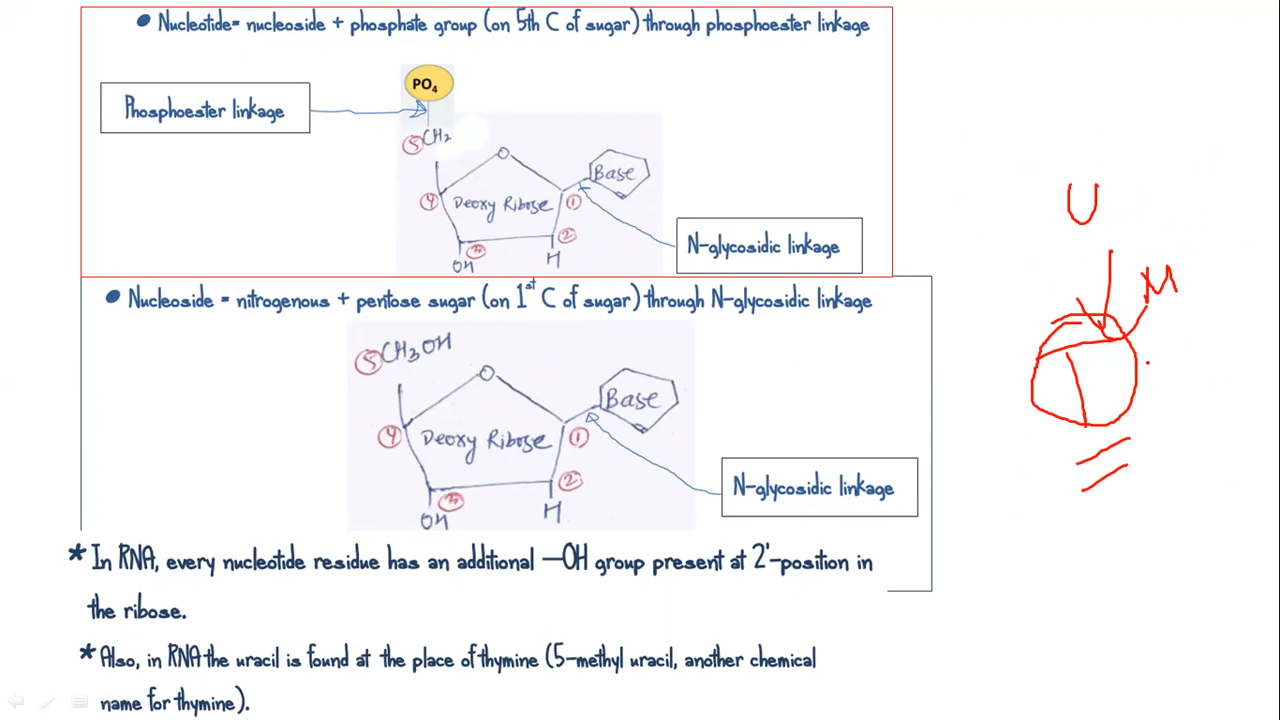 • Nucleotide= nucleoside + phosphate group (on 5th C of sugar) through phosphoester linkage
PO4
Phosphoester linkage
5 CH2
O
Base
4 Deoxy Ribose 1
3 2
OH H
N-glycosidic linkage
• Nucleoside = nitrogenous + pentose sugar (on 1st C of sugar) through N-glycosidic linkage
5 CH3OH
O
Base
4 Deoxy Ribose 1
3 2
OH H
N-glycosidic linkage
* In RNA, every nucleotide residue has an additional –OH group present at 2'-position in
the ribose.
* Also, in RNA the uracil is found at the place of thymine (5-methyl uracil, another chemical
name for thymine).
U
M